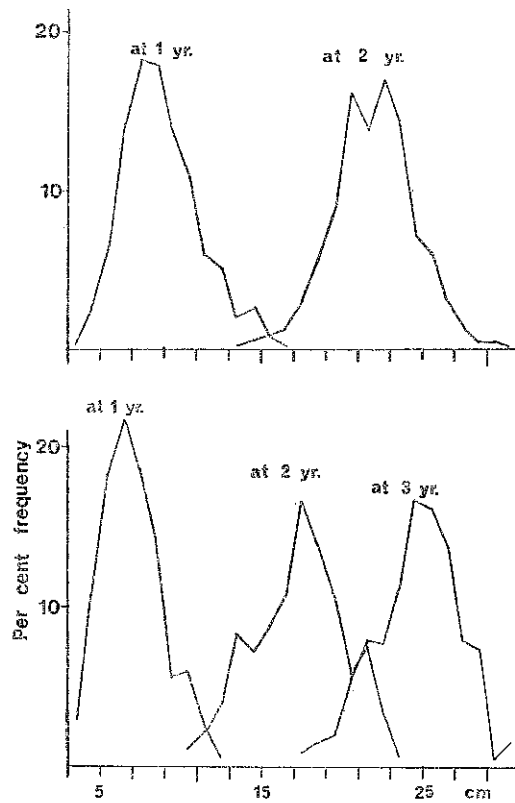 20
at 1 yr.
at 2 yr.
10
at 1 yr.
20
at 2 yr.
at 3 yr.
Per cent frequency
10
5 15 25 cm